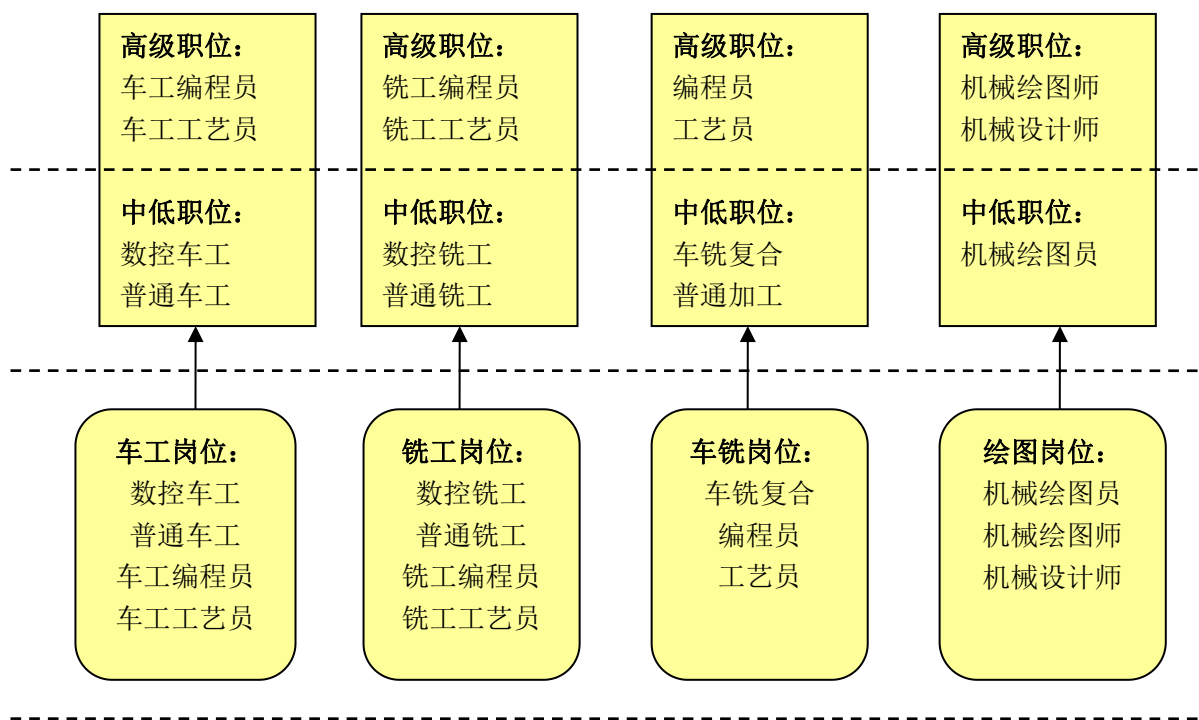 高级职位：
车工编程员
车工工艺员
高级职位：
铣工编程员
铣工工艺员
高级职位：
编程员
工艺员
高级职位：
机械绘图师
机械设计师
中低职位：
数控车工
普通车工
中低职位：
数控铣工
普通铣工
中低职位：
车铣复合
普通加工
中低职位：
机械绘图员
车工岗位：
数控车工
普通车工
车工编程员
车工工艺员
铣工岗位：
数控铣工
普通铣工
铣工编程员
铣工工艺员
车铣岗位：
车铣复合
编程员
工艺员
绘图岗位：
机械绘图员
机械绘图师
机械设计师